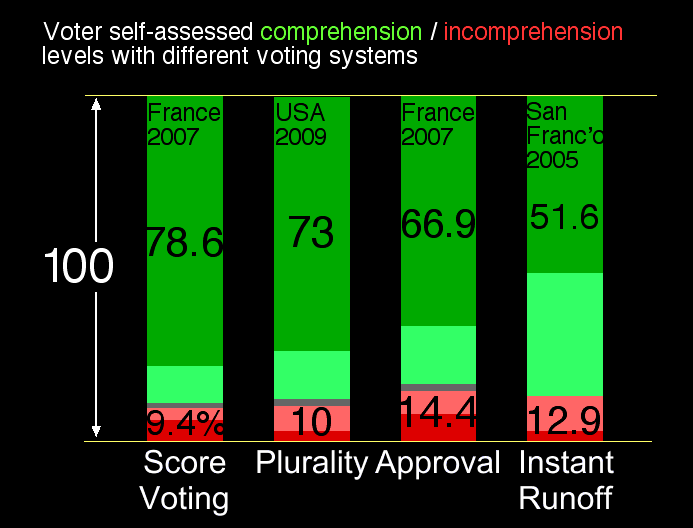 Voter self-assessed comprehension / incomprehension
levels with different voting systems
France
2007
USA
2009
France
2007
San
Franc'o
2005
78.6
73
66.9
51.6
100
9.4%
10
14.4
12.9
Score
Voting
Plurality
Approval
Instant
Runoff